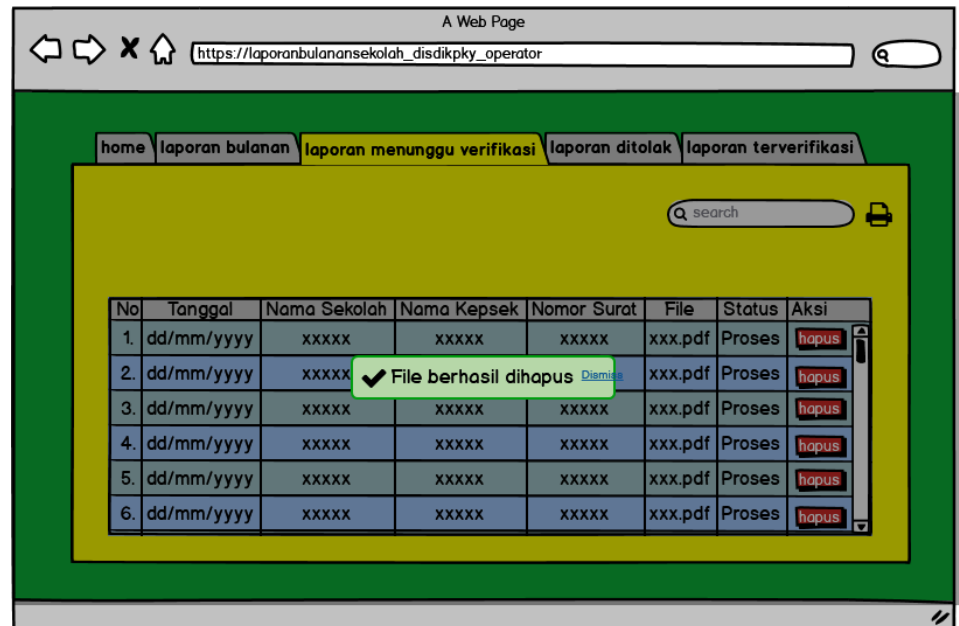 A Web Page
https://laporanbulanansekolah_disdikpky_operator
home laporan bulanan laporan menunggu verifikasi laporan ditolak laporan terverifikasi
search
No Tanggal Nama Sekolah Nama Kepsek Nomor Surat File Status Aksi
1. dd/mm/yyyy xxxxx xxxxx xxxxx xxx.pdf Proses hapus
2. dd/mm/yyyy xxxxx xxx.pdf Proses hapus
File berhasil dihapus Dismiss
3. dd/mm/yyyy xxxxx xxxxx xxxxx xxx.pdf Proses hapus
4. dd/mm/yyyy xxxxx xxxxx xxxxx xxx.pdf Proses hapus
5. dd/mm/yyyy xxxxx xxxxx xxxxx xxx.pdf Proses hapus
6. dd/mm/yyyy xxxxx xxxxx xxxxx xxx.pdf Proses hapus